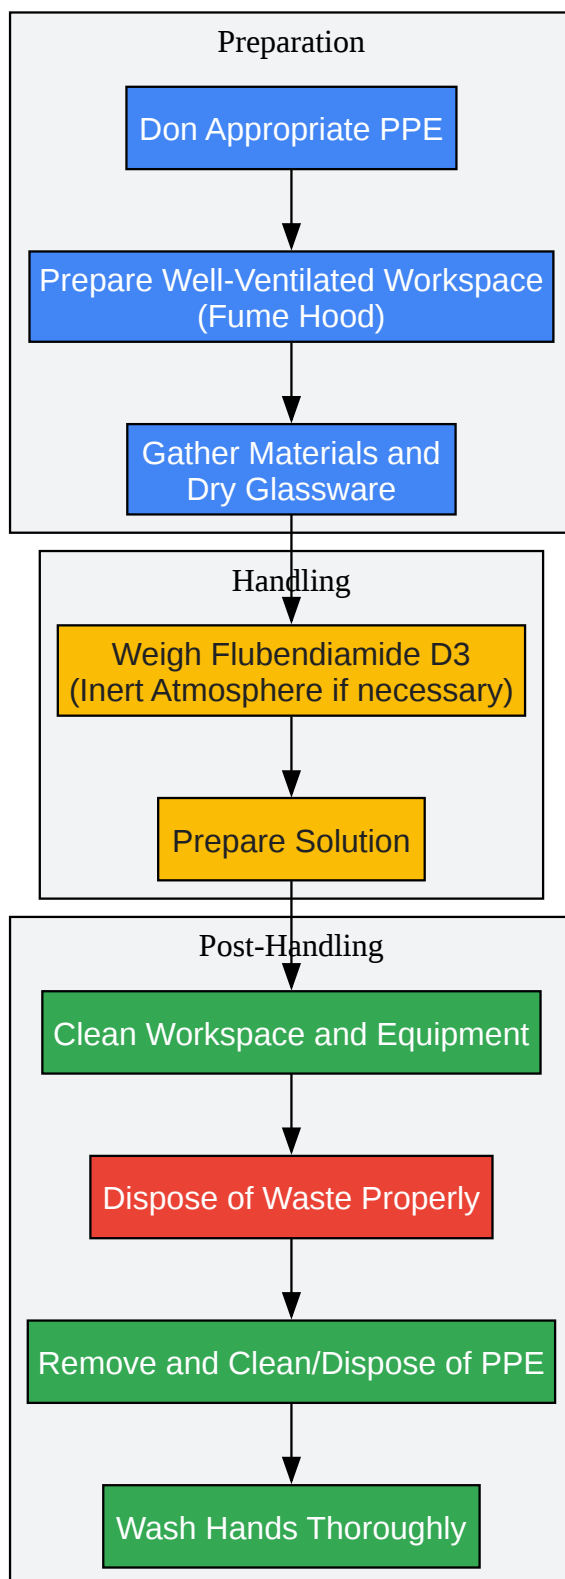 Preparation
Don Appropriate PPE
Prepare Well-Ventilated Workspace
(Fume Hood)
Gather Materials and
Dry Glassware
Handling
Weigh Flubendiamide D3
(Inert Atmosphere if necessary)
Prepare Solution
Post-Handling
Clean Workspace and Equipment
Dispose of Waste Properly
Remove and Clean/Dispose of PPE
Wash Hands Thoroughly